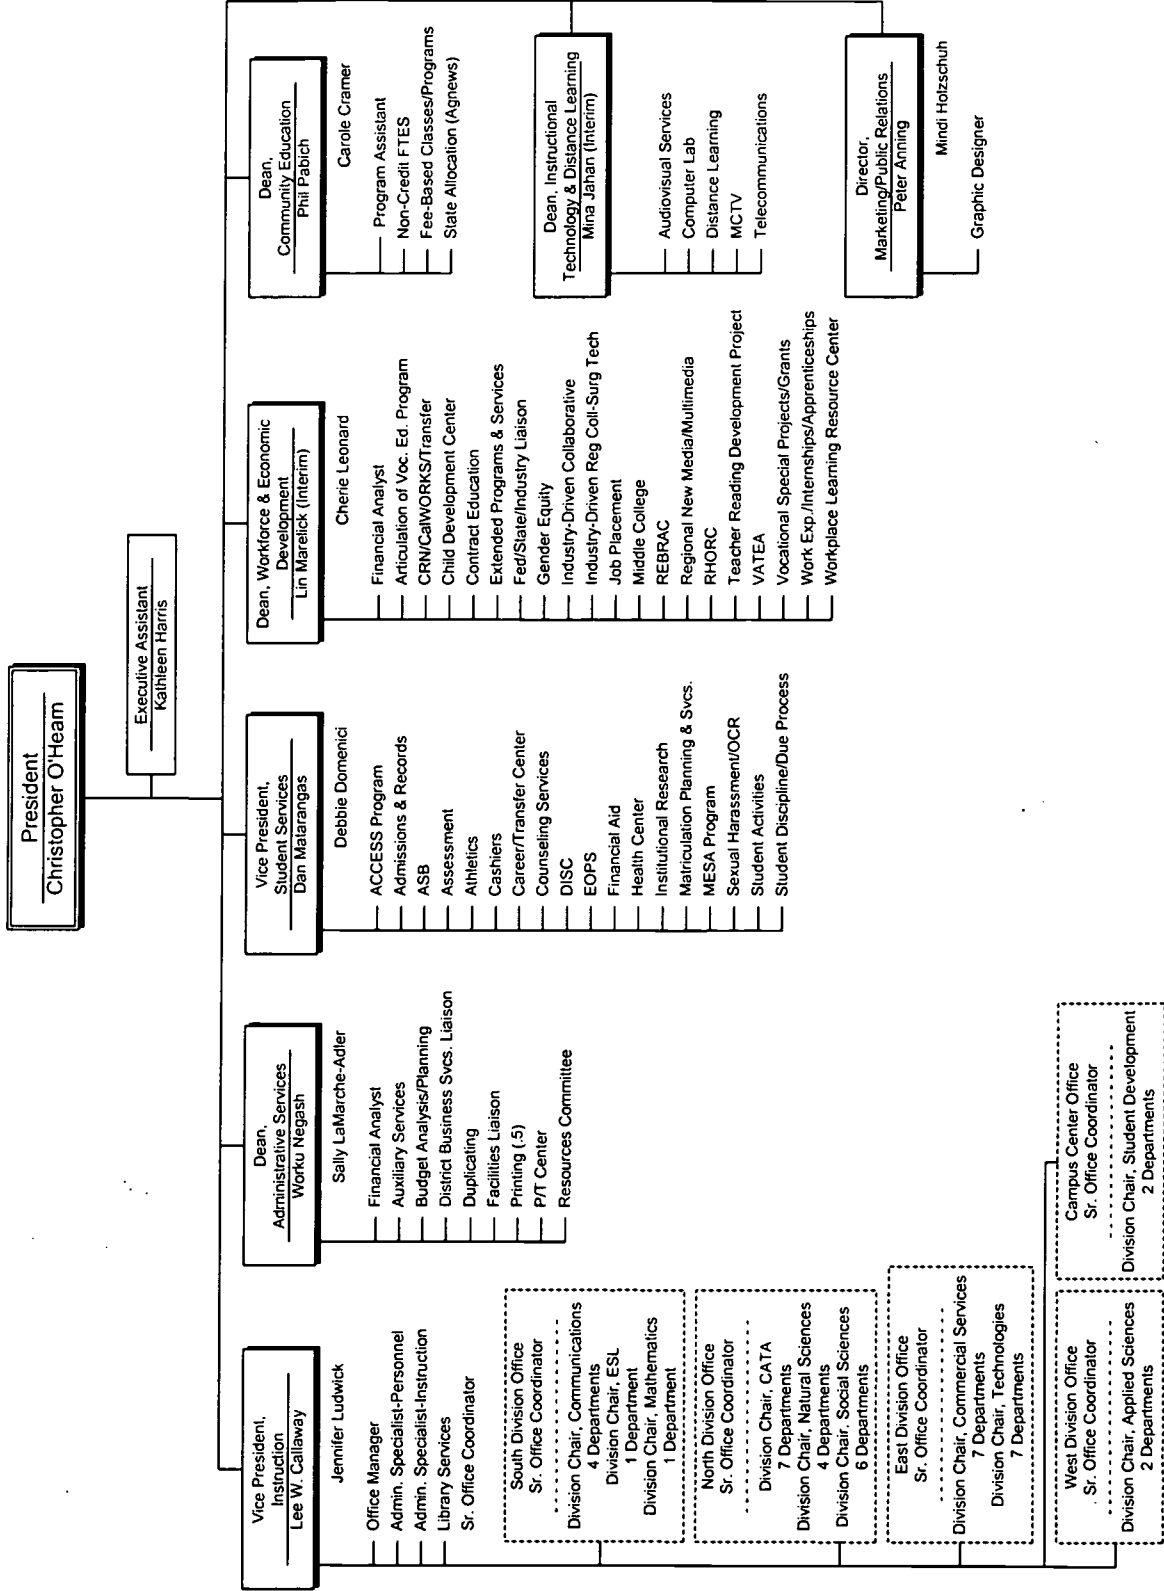 President
Christopher O'Hearn
Executive Assistant
Kathleen Harris
Vice President,
Instruction
Lee W. Callaway
Jennifer Ludwick
Office Manager
Admin. Specialist-Personnel
Admin. Specialist-Instruction
Library Services
Sr. Office Coordinator
South Division Office
Sr. Office Coordinator
Division Chair, Communications
4 Departments
Division Chair, ESL
1 Department
Division Chair, Mathematics
1 Department
North Division Office
Sr. Office Coordinator
Division Chair, CATA
7 Departments
Division Chair, Natural Sciences
4 Departments
Division Chair, Social Sciences
6 Departments
East Division Office
Sr. Office Coordinator
Division Chair, Commercial Services
7 Departments
Division Chair, Technologies
7 Departments
West Division Office
Sr. Office Coordinator
Division Chair, Applied Sciences
2 Departments
Campus Center Office
Sr. Office Coordinator
Division Chair, Student Development
2 Departments
Dean,
Administrative Services
Worku Negash
Sally LaMarche-Adler
Financial Analyst
Auxiliary Services
Budget Analysis/Planning
District Business Svcs. Liaison
Duplicating
Facilities Liaison
Printing (.5)
P/T Center
Resources Committee
Vice President,
Student Services
Dan Matarangas
Debbie Domenici
ACCESS Program
Admissions & Records
ASB
Assessment
Athletics
Cashiers
Career/Transfer Center
Counseling Services
DISC
EOPS
Financial Aid
Health Center
Institutional Research
Matriculation Planning & Svcs.
MESA Program
Sexual Harassment/OCR
Student Activities
Student Discipline/Due Process
Dean, Workforce & Economic
Development
Lin Marelick (Interim)
Cherie Leonard
Financial Analyst
Articulation of Voc. Ed. Program
CRN/CalWORKS/Transfer
Child Development Center
Contract Education
Extended Programs & Services
Fed/State/Industry Liaison
Gender Equity
Industry-Driven Collaborative
Industry-Driven Reg Coll-Surg Tech
Job Placement
Middle College
REBRAC
Regional New Media/Multimedia
RHORC
Teacher Reading Development Project
VATEA
Vocational Special Projects/Grants
Work Exp./Internships/Apprenticeships
Workplace Learning Resource Center
Dean,
Community Education
Phil Pabich
Carole Cramer
Program Assistant
Non-Credit FTES
Fee-Based Classes/Programs
State Allocation (Agnews)
Dean, Instructional
Technology & Distance Learning
Mina Jahan (Interim)
Audiovisual Services
Computer Lab
Distance Learning
MCTV
Telecommunications
Director,
Marketing/Public Relations
Peter Anning
Mindi Holzschuh
Graphic Designer